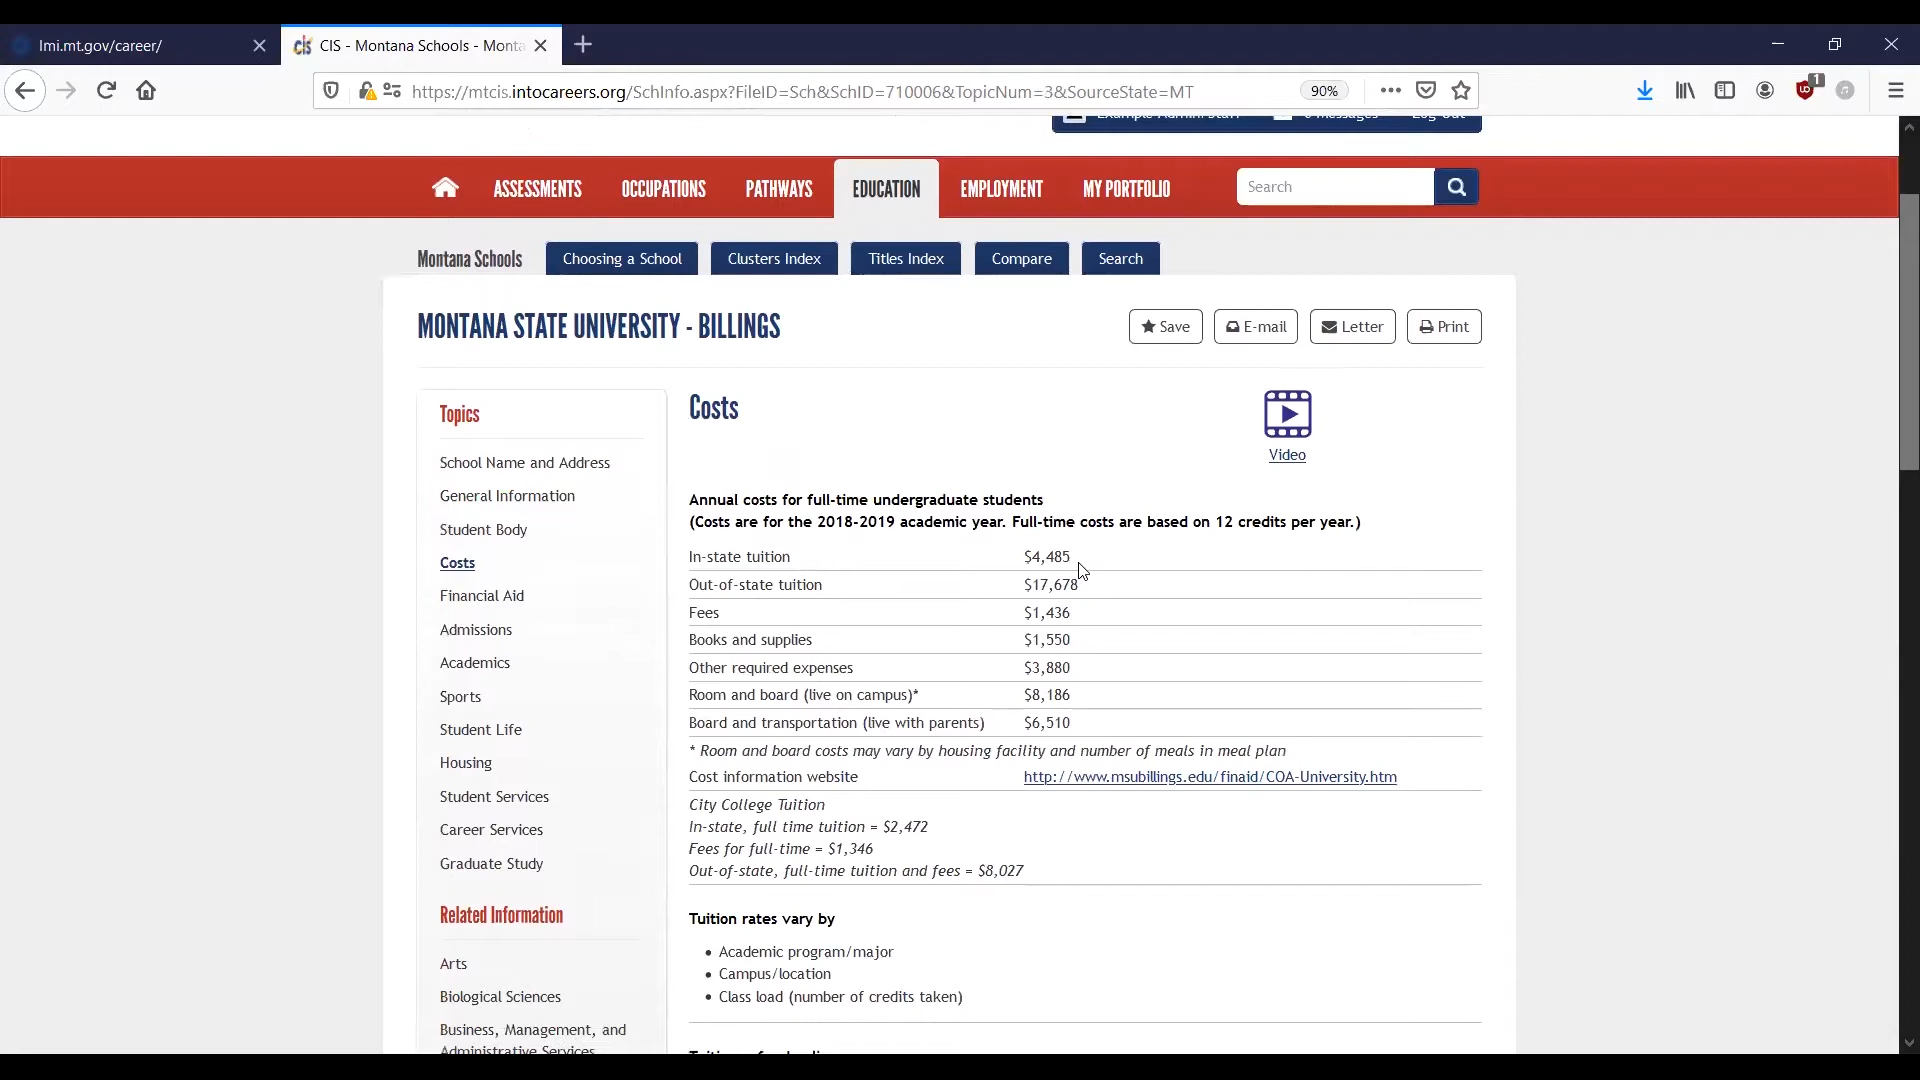 lmi.mt.gov/career/
CIS - Montana Schools - Monta
https://mtcis.intocareers.org/SchInfo.aspx?FileID=Sch&SchID=710006&TopicNum=3&SourceState=MT
90%
1
ASSESSMENTS
OCCUPATIONS
PATHWAYS
EDUCATION
EMPLOYMENT
MY PORTFOLIO
Search
Montana Schools
Choosing a School
Clusters Index
Titles Index
Compare
Search
MONTANA STATE UNIVERSITY - BILLINGS
Save
E-mail
Letter
Print
Topics
School Name and Address
General Information
Student Body
Costs
Financial Aid
Admissions
Academics
Sports
Student Life
Housing
Student Services
Career Services
Graduate Study
Related Information
Arts
Biological Sciences
Business, Management, and
Administrative Services
Costs
Video
Annual costs for full-time undergraduate students
(Costs are for the 2018-2019 academic year. Full-time costs are based on 12 credits per year.)
In-state tuition $4,485
Out-of-state tuition $17,678
Fees $1,436
Books and supplies $1,550
Other required expenses $3,880
Room and board (live on campus)* $8,186
Board and transportation (live with parents) $6,510
* Room and board costs may vary by housing facility and number of meals in meal plan
Cost information website http://www.msubillings.edu/finaid/COA-University.htm
City College Tuition
In-state, full time tuition = $2,472
Fees for full-time = $1,346
Out-of-state, full-time tuition and fees = $8,027
Tuition rates vary by
• Academic program/major
• Campus/location
• Class load (number of credits taken)